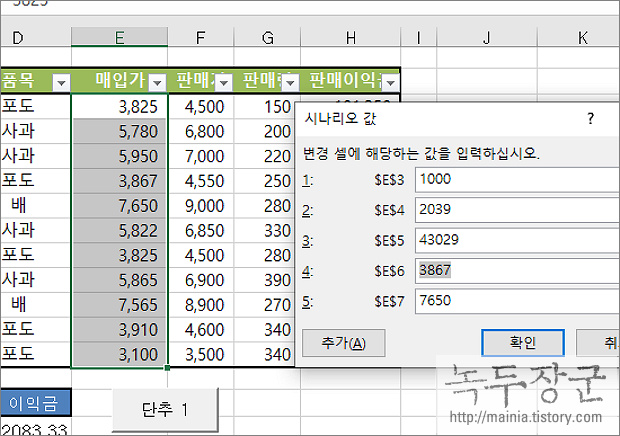 D E F G H I J K
품목 매입가 판매 판매 판매이익
포도 3,825 4,500 150
사과 5,780 6,800 200
사과 5,950 7,000 220
포도 3,867 4,550 250
배 7,650 9,000 280
사과 5,822 6,850 330
포도 3,825 4,500 280
사과 5,865 6,900 390
배 7,565 8,900 270
포도 3,910 4,600 340
포도 3,100 3,500 340
시나리오 값 ?
변경 셀에 해당하는 값을 입력하십시오.
1: $E$3 1000
2: $E$4 2039
3: $E$5 43029
4: $E$6 3867
5: $E$7 7650
추가(A) 확인 취
이익금 단추 1
2083.33
녹두장군
http://mainia.tistory.com